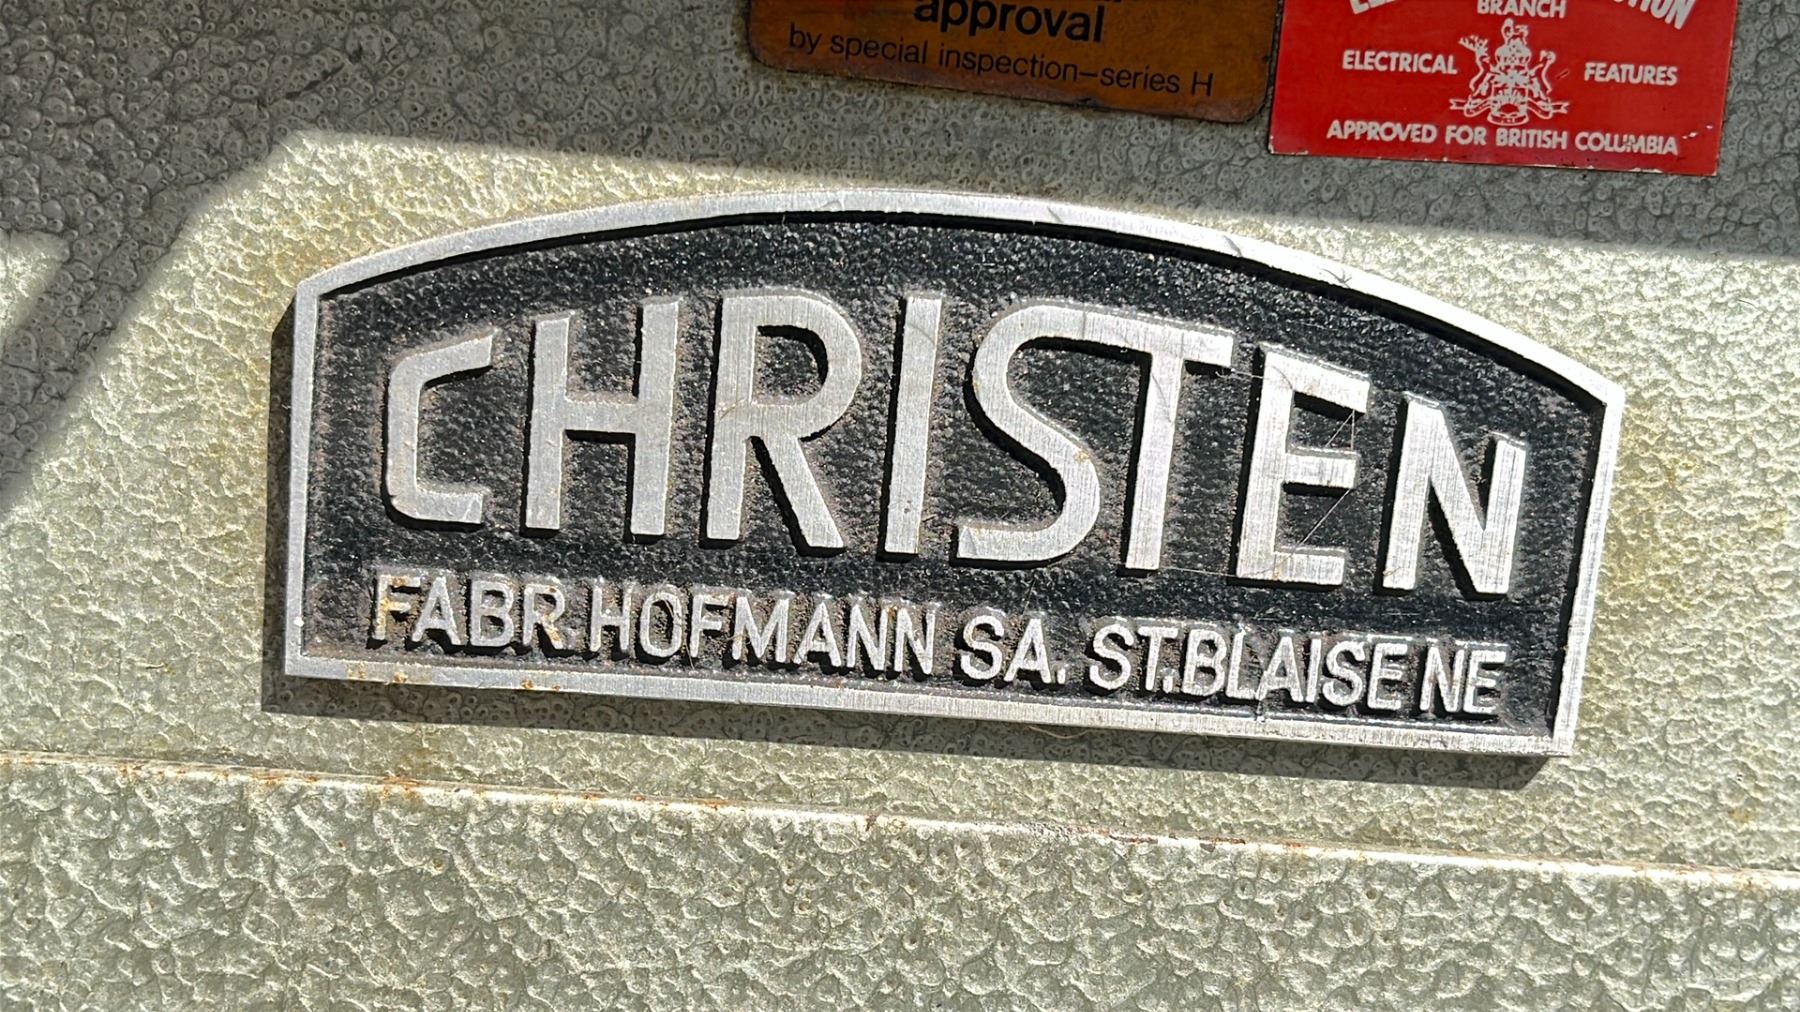 approval
by special inspection–series H
BRANCH
ELECTRICAL FEATURES
APPROVED FOR BRITISH COLUMBIA
CHRISTEN
FABR. HOFMANN SA. ST. BLAISE NE